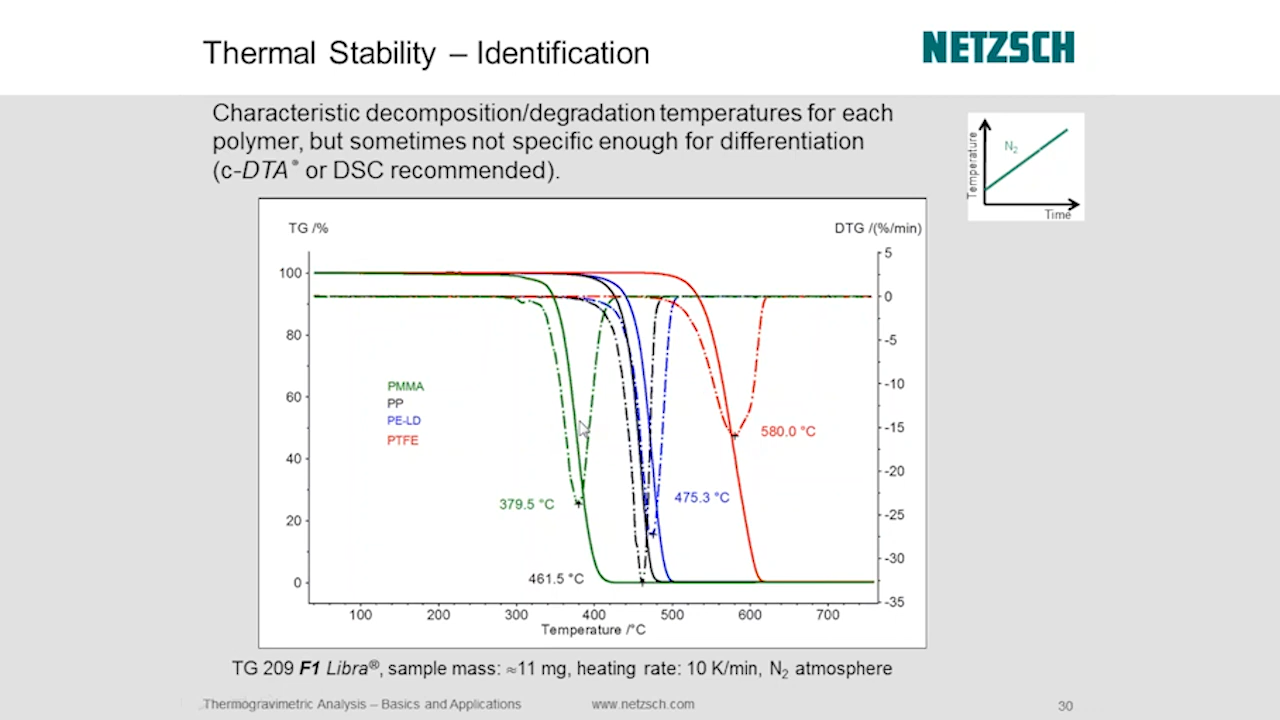 Thermal Stability – Identification
NETZSCH
Characteristic decomposition/degradation temperatures for each
polymer, but sometimes not specific enough for differentiation
(c-DTA® or DSC recommended).
Temperature
N2
Time
TG /%
DTG /(%/min)
100
80
60
40
20
0
5
0
-5
-10
-15
-20
-25
-30
-35
PMMA
PP
PE-LD
PTFE
580.0 °C
475.3 °C
379.5 °C
461.5 °C
100 200 300 400 500 600 700
Temperature /°C
TG 209 F1 Libra®, sample mass: ≈11 mg, heating rate: 10 K/min, N2 atmosphere
Thermogravimetric Analysis – Basics and Applications
www.netzsch.com
30